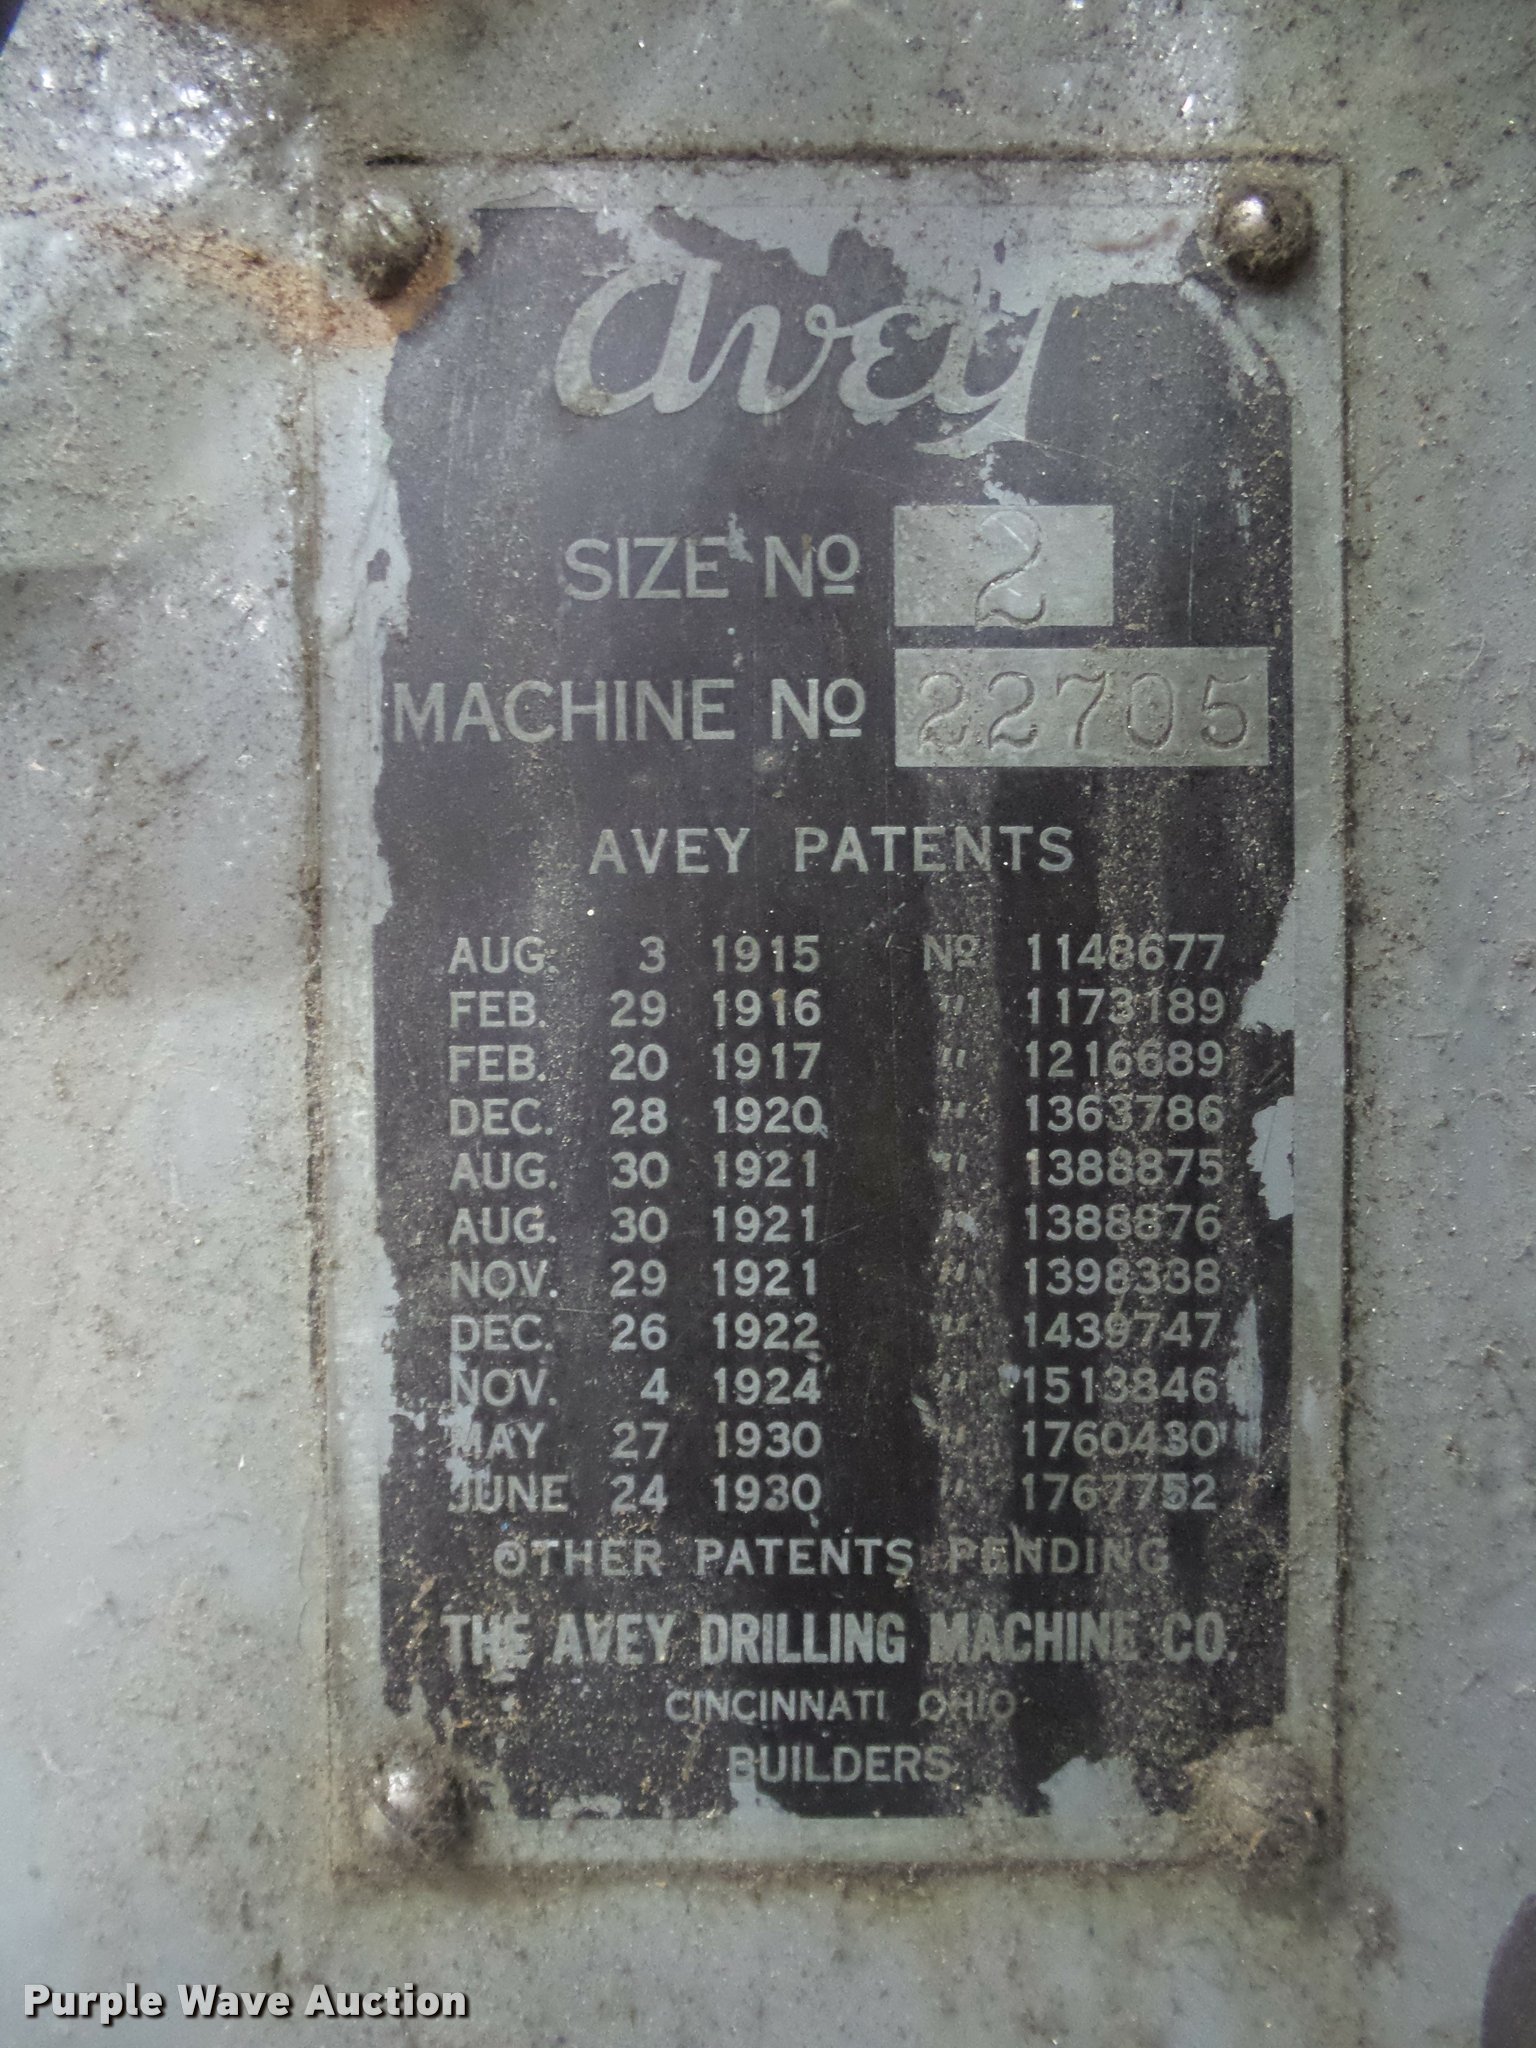 Avey
SIZE No 2
MACHINE No 22705
AVEY PATENTS
AUG. 3 1915 No 1148677
FEB. 29 1916 " 1173189
FEB. 20 1917 " 1216689
DEC. 28 1920 " 1363786
AUG. 30 1921 " 1388875
AUG. 30 1921 " 1388876
NOV. 29 1921 " 1398338
DEC. 26 1922 " 1439747
NOV. 4 1924 " 1513846
MAY 27 1930 " 1760430
JUNE 24 1930 " 1767752
OTHER PATENTS PENDING
THE AVEY DRILLING MACHINE CO.
CINCINNATI OHIO
BUILDERS
Purple Wave Auction